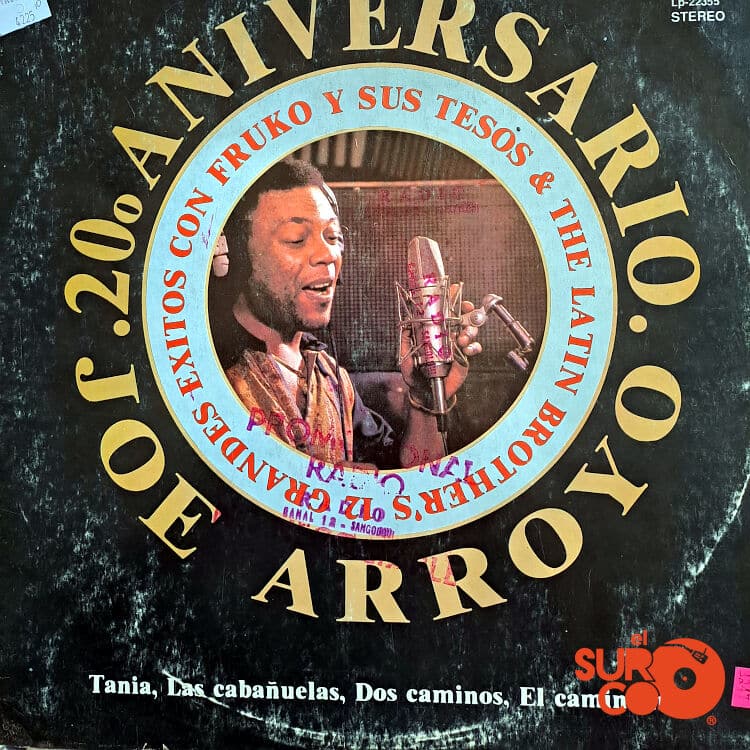 Lp-22355
STEREO
20o ANIVERSARIO.
JOE ARROYO.
12 GRANDES EXITOS CON FRUKO Y SUS TESOS & THE LATIN BROTHER'S
RADIO
Tania, Las cabañuelas, Dos caminos, El
el
SURCO
®